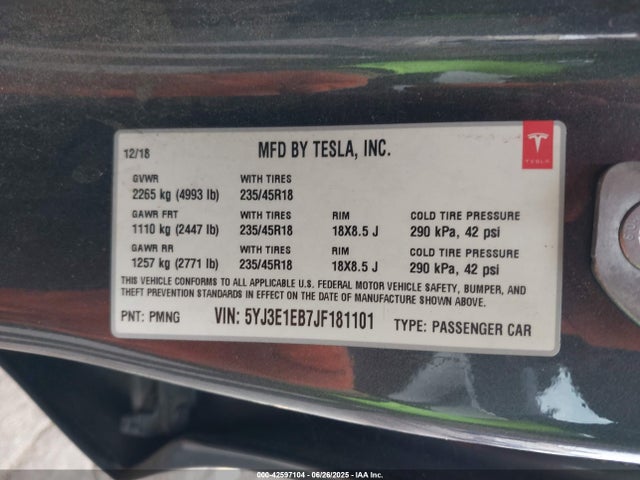 12/18 MFD BY TESLA, INC.
TESLA
GVWR WITH TIRES
2265 kg (4993 lb) 235/45R18
GAWR FRT WITH TIRES RIM COLD TIRE PRESSURE
1110 kg (2447 lb) 235/45R18 18X8.5 J 290 kPa, 42 psi
GAWR RR WITH TIRES RIM COLD TIRE PRESSURE
1257 kg (2771 lb) 235/45R18 18X8.5 J 290 kPa, 42 psi
THIS VEHICLE CONFORMS TO ALL APPLICABLE U.S. FEDERAL MOTOR VEHICLE SAFETY, BUMPER, AND
THEFT PREVENTION STANDARDS IN EFFECT ON THE DATE OF MANUFACTURE SHOWN ABOVE.
PNT: PMNG VIN: 5YJ3E1EB7JF181101 TYPE: PASSENGER CAR
000-42597104 - 06/26/2025 - IAA Inc.